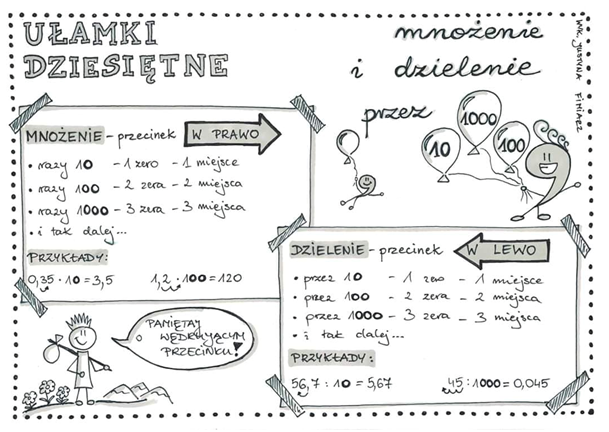 UŁAMKI
DZIESIĘTNE
mnożenie
i dzielenie
przez
10 1000 100
WYK. JUSTYNA FIMIARZ
MNOŻENIE - przecinek W PRAWO
• razy 10 - 1 zero - 1 miejsce
• razy 100 - 2 zera - 2 miejsca
• razy 1000 - 3 zera - 3 miejsca
• i tak dalej...
PRZYKŁADY:
0,35 · 10 = 3,5 1,2 · 100 = 120
DZIELENIE - przecinek W LEWO
• przez 10 - 1 zero - 1 miejsce
• przez 100 - 2 zera - 2 miejsca
• przez 1000 - 3 zera - 3 miejsca
• i tak dalej...
PRZYKŁADY:
56,7 : 10 = 5,67 45 : 1000 = 0,045
PAMIĘTAJ
O
WĘDRUJĄCYM
PRZECINKU!